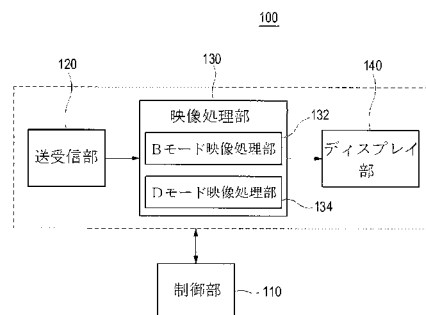 100
120
130
140
映像処理部
132
Bモード映像処理部
送受信部
ディスプレイ
部
Dモード映像処理部
134
制御部
110